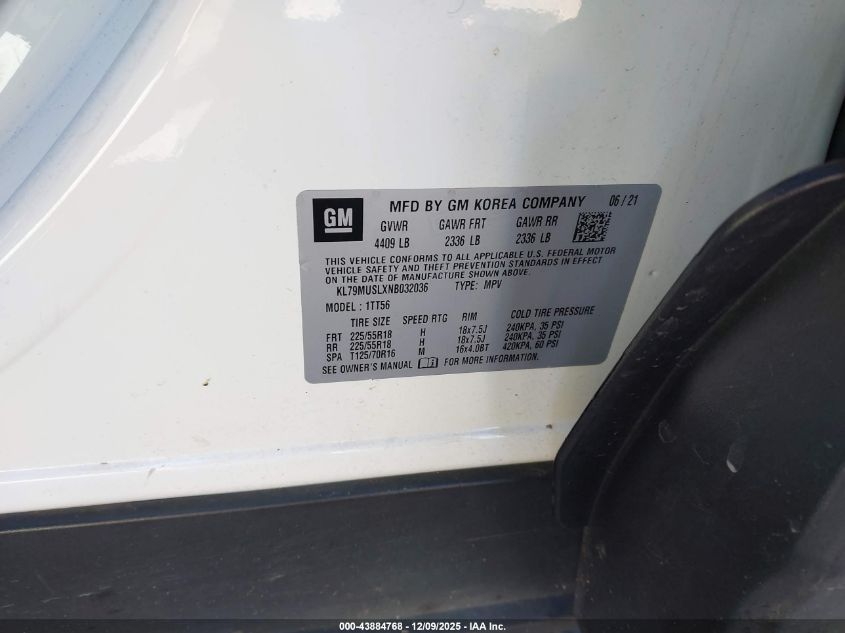 GM
MFD BY GM KOREA COMPANY 06/21
GVWR GAWR FRT GAWR RR
4409 LB 2336 LB 2336 LB
THIS VEHICLE CONFORMS TO ALL APPLICABLE U.S. FEDERAL MOTOR
VEHICLE SAFETY AND THEFT PREVENTION STANDARDS IN EFFECT
ON THE DATE OF MANUFACTURE SHOWN ABOVE.
KL79MUSLXNB032036 TYPE: MPV
MODEL: 1TT56
TIRE SIZE SPEED RTG RIM COLD TIRE PRESSURE
FRT 225/55R18 H 18x7.5J 240KPA, 35 PSI
RR 225/55R18 H 18x7.5J 240KPA, 35 PSI
SPA T125/70R16 M 16x4.0BT 420KPA, 60 PSI
SEE OWNER'S MANUAL FOR MORE INFORMATION.
000-43884768 - 12/09/2025 - IAA Inc.